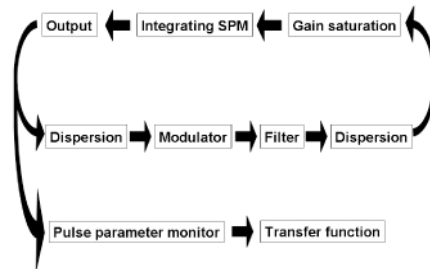 Output
Integrating SPM
Gain saturation
Dispersion
Modulator
Filter
Dispersion
Pulse parameter monitor
Transfer function